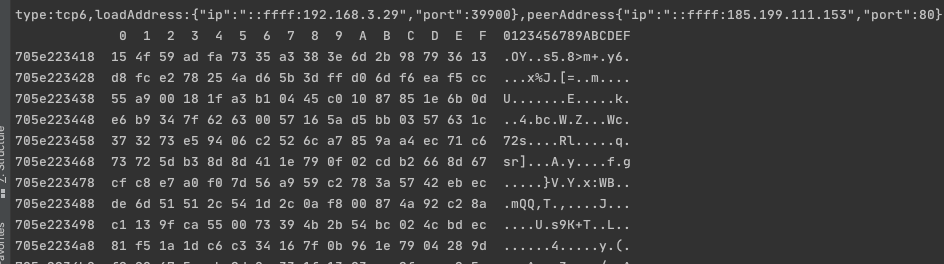 type:tcp6,loadAddress:{"ip":"::ffff:192.168.3.29","port":39900},peerAddress{"ip":"::ffff:185.199.111.153","port":80}
0 1 2 3 4 5 6 7 8 9 A B C D E F 0123456789ABCDEF
705e223418 15 4f 59 ad fa 73 35 a3 38 3e 6d 2b 98 79 36 13 .OY..s5.8>m+.y6.
705e223428 d8 fc e2 78 25 4a d6 5b 3d ff d0 6d f6 ea f5 cc ...x%J.[=..m....
705e223438 55 a9 00 18 1f a3 b1 04 45 c0 10 87 85 1e 6b 0d U.......E.....k.
705e223448 e6 b9 34 7f 62 63 00 57 16 5a d5 bb 03 57 63 1c ..4.bc.W.Z...Wc.
705e223458 37 32 73 e5 94 06 c2 52 6c a7 85 9a a4 ec 71 c6 72s....Rl.....q.
705e223468 73 72 5d b3 8d 8d 41 1e 79 0f 02 cd b2 66 8d 67 sr]...A.y....f.g
705e223478 cf c8 e7 a0 f0 7d 56 a9 59 c2 78 3a 57 42 eb ec .....}V.Y.x:WB..
705e223488 de 6d 51 51 2c 54 1d 2c 0a f8 00 87 4a 92 c2 8a .mQQ,T.,....J...
705e223498 c1 13 9f ca 55 00 73 39 4b 2b 54 bc 02 4c bd ec ....U.s9K+T..L..
705e2234a8 81 f5 1a 1d c6 c3 34 16 7f 0b 96 1e 79 04 28 9d ......4.....y.(.
Z: Structure